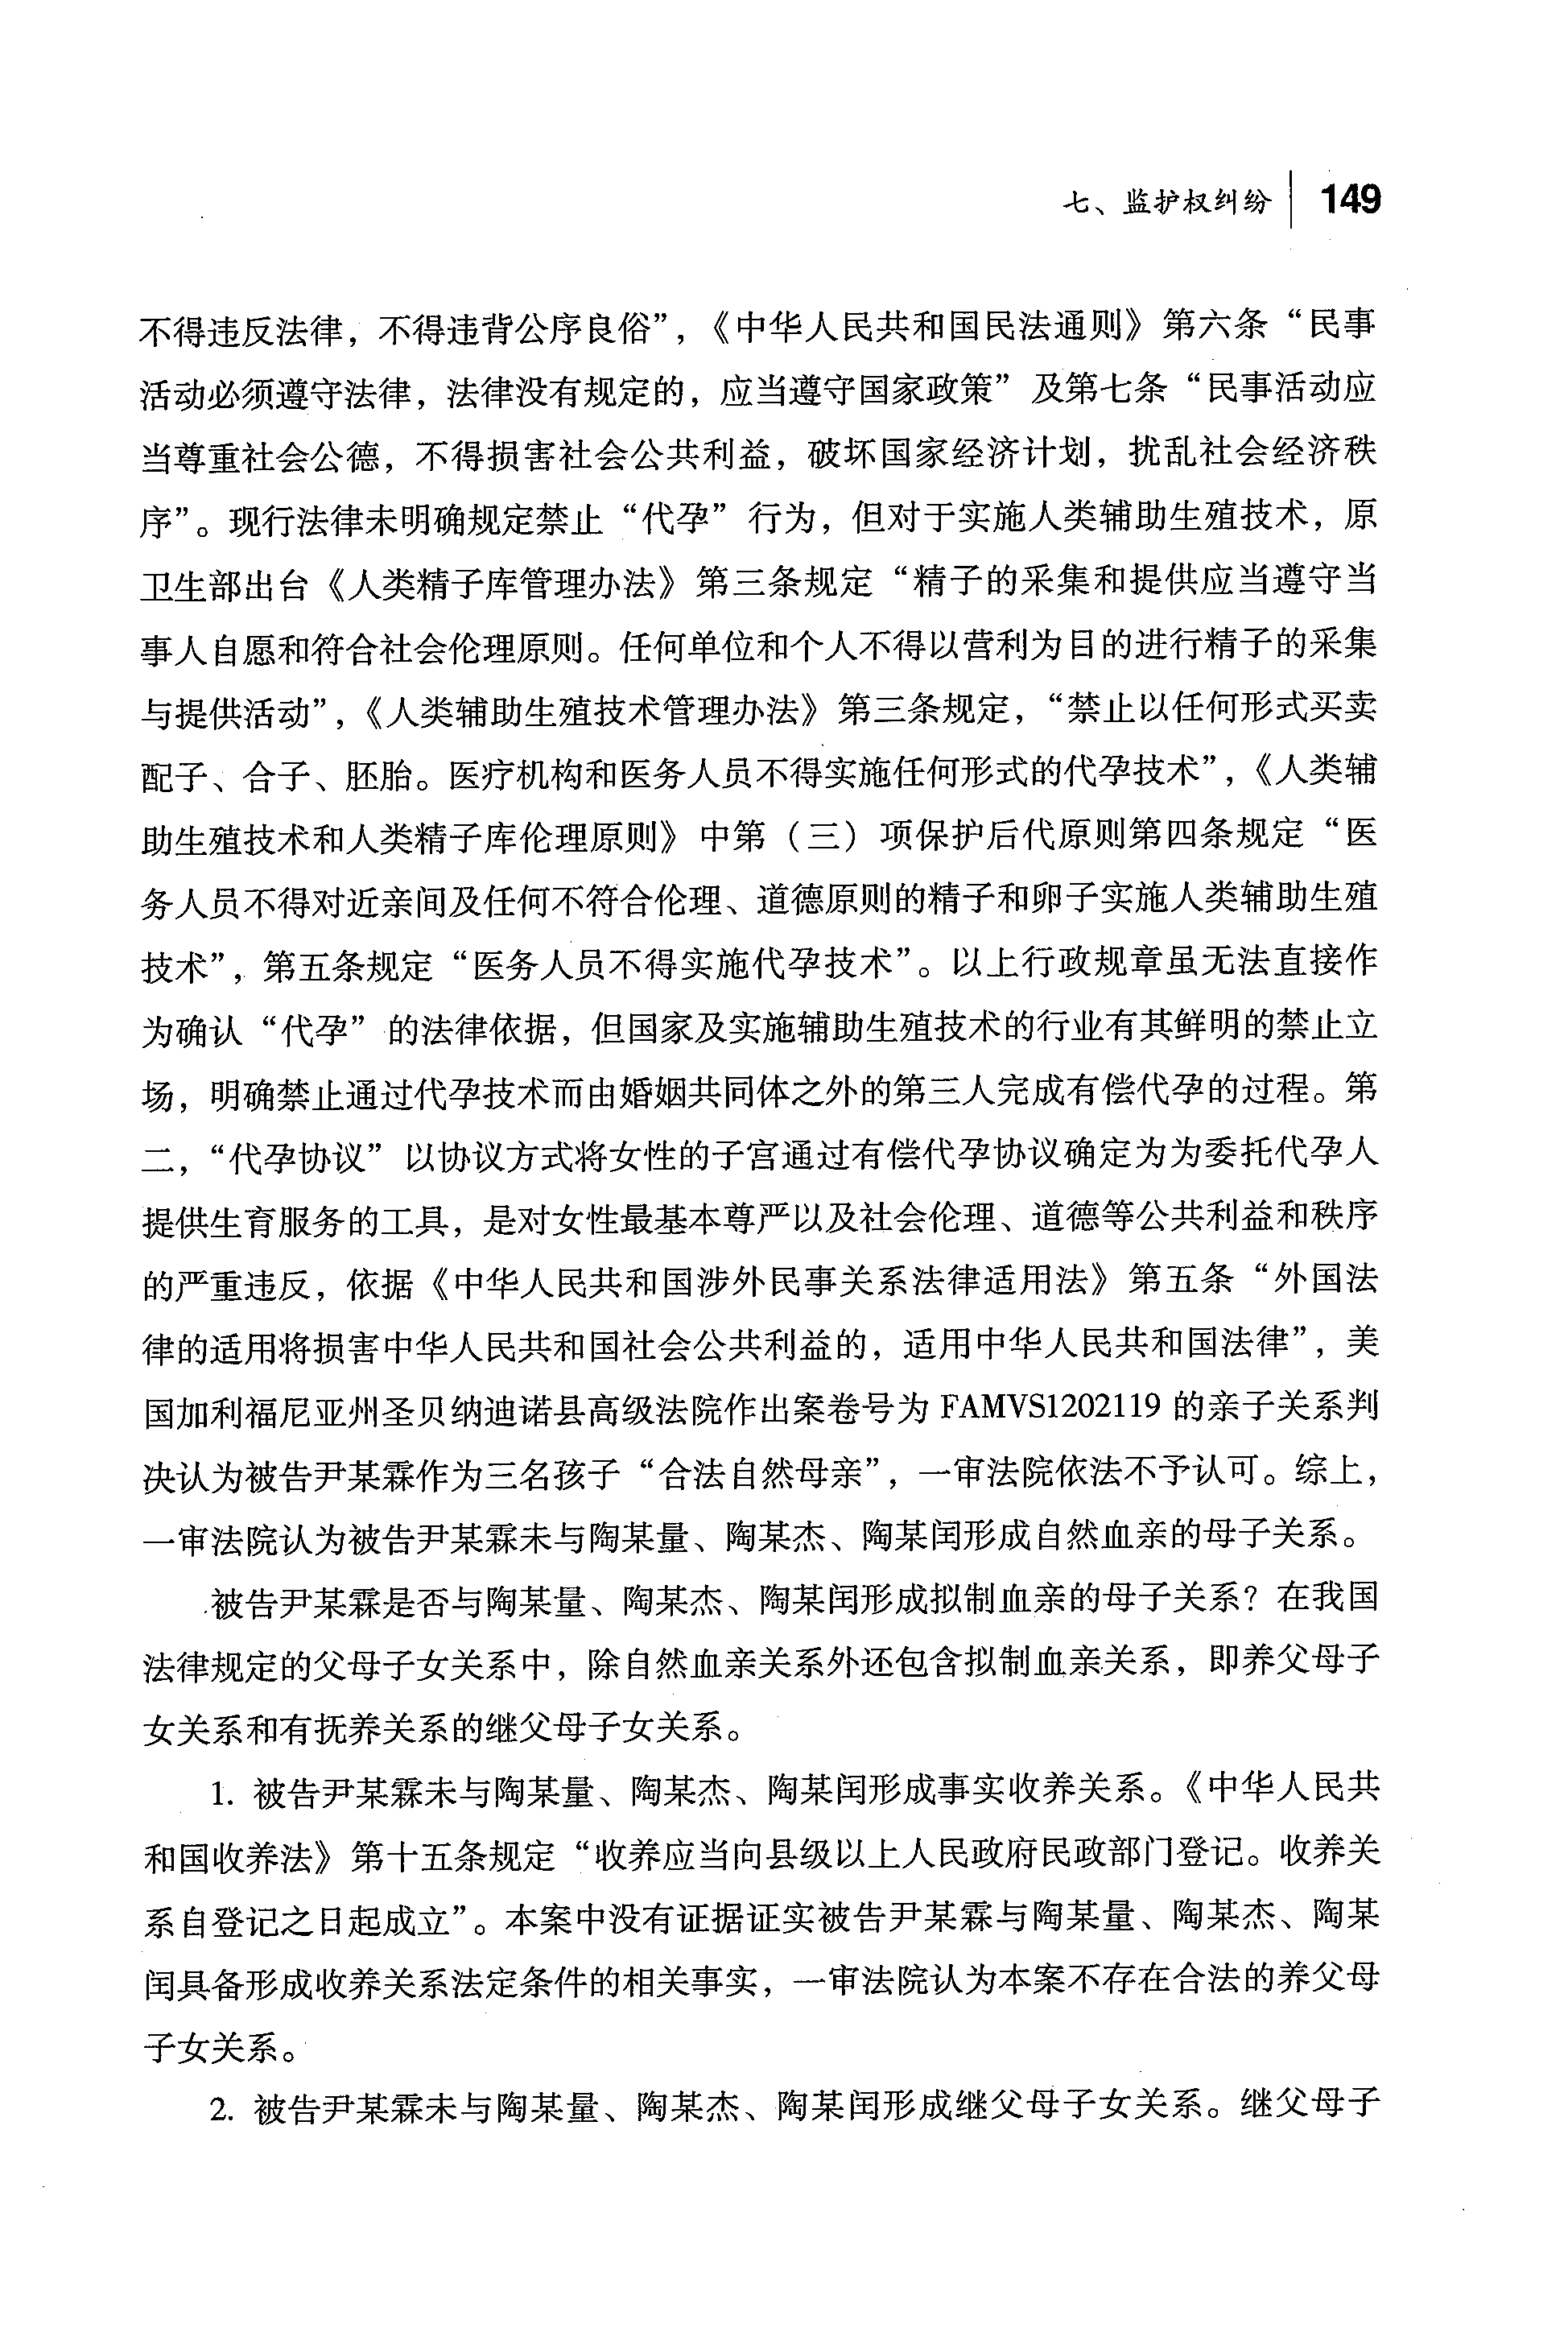 七、监护权纠纷 149
不得违反法律，不得违背公序良俗”，《中华人民共和国民法通则》第六条“民事
活动必须遵守法律，法律没有规定的，应当遵守国家政策”及第七条“民事活动应
当尊重社会公德，不得损害社会公共利益，破坏国家经济计划，扰乱社会经济秩
序”。现行法律未明确规定禁止“代孕”行为，但对于实施人类辅助生殖技术，原
卫生部出台《人类精子库管理办法》第三条规定“精子的采集和提供应当遵守当
事人自愿和符合社会伦理原则。任何单位和个人不得以营利为目的进行精子的采集
与提供活动”，《人类辅助生殖技术管理办法》第三条规定，“禁止以任何形式买卖
配子、合子、胚胎。医疗机构和医务人员不得实施任何形式的代孕技术”，《人类辅
助生殖技术和人类精子库伦理原则》中第（三）项保护后代原则第四条规定“医
务人员不得对近亲间及任何不符合伦理、道德原则的精子和卵子实施人类辅助生殖
技术”，第五条规定“医务人员不得实施代孕技术”。以上行政规章虽无法直接作
为确认“代孕”的法律依据，但国家及实施辅助生殖技术的行业有其鲜明的禁止立
场，明确禁止通过代孕技术而由婚姻共同体之外的第三人完成有偿代孕的过程。第
二，“代孕协议”以协议方式将女性的子宫通过有偿代孕协议确定为为委托代孕人
提供生育服务的工具，是对女性最基本尊严以及社会伦理、道德等公共利益和秩序
的严重违反，依据《中华人民共和国涉外民事关系法律适用法》第五条“外国法
律的适用将损害中华人民共和国社会公共利益的，适用中华人民共和国法律”，美
国加利福尼亚州圣贝纳迪诺县高级法院作出案卷号为 FAMVS1202119 的亲子关系判
决认为被告尹某霖作为三名孩子“合法自然母亲”，一审法院依法不予认可。综上，
一审法院认为被告尹某霖未与陶某量、陶某杰、陶某闰形成自然血亲的母子关系。
被告尹某霖是否与陶某量、陶某杰、陶某闰形成拟制血亲的母子关系？在我国
法律规定的父母子女关系中，除自然血亲关系外还包含拟制血亲关系，即养父母子
女关系和有抚养关系的继父母子女关系。
1. 被告尹某霖未与陶某量、陶某杰、陶某闰形成事实收养关系。《中华人民共
和国收养法》第十五条规定“收养应当向县级以上人民政府民政部门登记。收养关
系自登记之日起成立”。本案中没有证据证实被告尹某霖与陶某量、陶某杰、陶某
闰具备形成收养关系法定条件的相关事实，一审法院认为本案不存在合法的养父母
子女关系。
2. 被告尹某霖未与陶某量、陶某杰、陶某闰形成继父母子女关系。继父母子